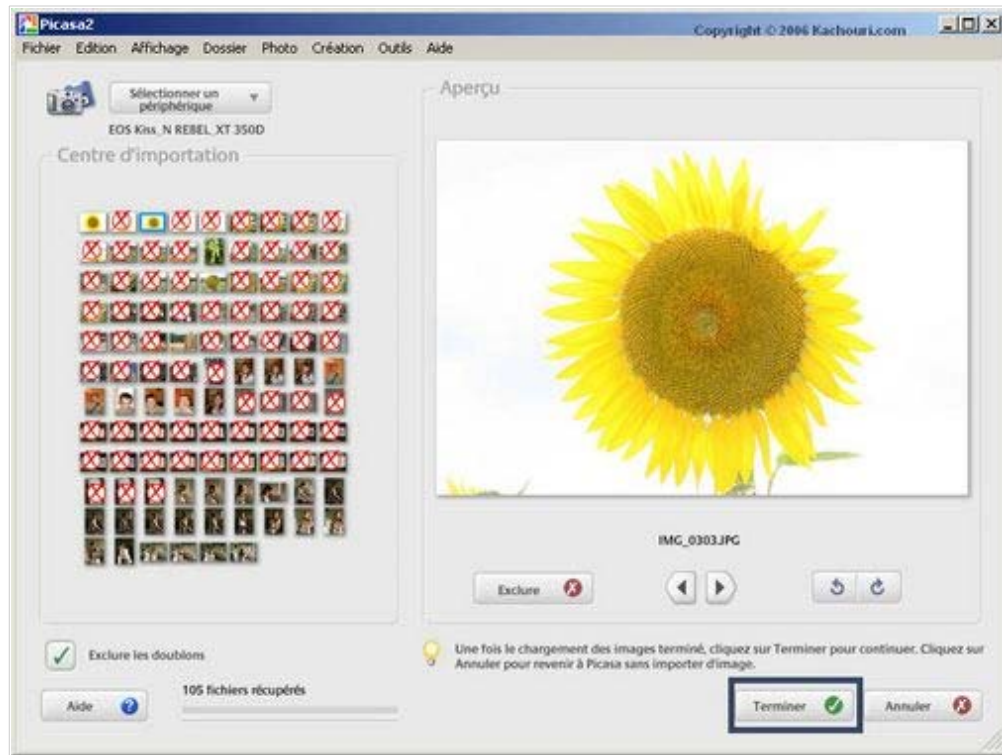 Picasa2
Copyright © 2006 Kachouri.com
Fichier Edition Affichage Dossier Photo Création Outils Aide
Sélectionner un
périphérique
EOS Kiss_N REBEL_XT 350D
Centre d'importation
Aperçu
IMG_0303.JPG
Exclure
Exclure les doublons
Une fois le chargement des images terminé, cliquez sur Terminer pour continuer. Cliquez sur
Annuler pour revenir à Picasa sans importer d'image.
105 fichiers récupérés
Aide
Terminer
Annuler